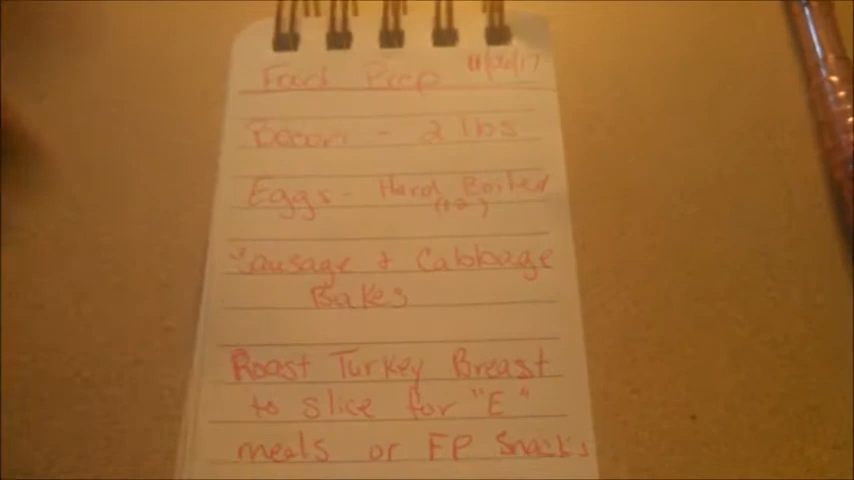 Food Prep
Bacon - 2 lbs
Eggs - Hard Boiled
(12)
Sausage & Cabbage
Bakes
Roast Turkey Breast
to slice for "E"
meals or FP Snacks